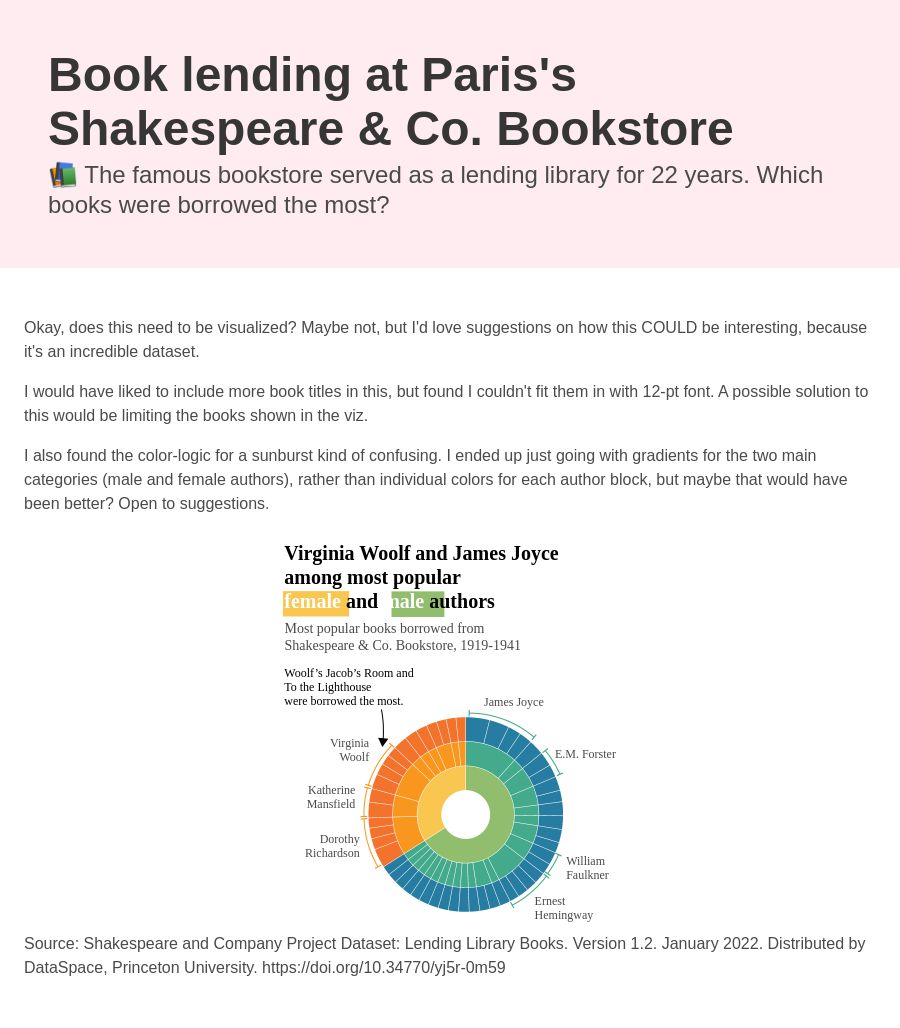 Book lending at Paris's
Shakespeare & Co. Bookstore
The famous bookstore served as a lending library for 22 years. Which
books were borrowed the most?
Okay, does this need to be visualized? Maybe not, but I'd love suggestions on how this COULD be interesting, because
it's an incredible dataset.
I would have liked to include more book titles in this, but found I couldn't fit them in with 12-pt font. A possible solution to
this would be limiting the books shown in the viz.
I also found the color-logic for a sunburst kind of confusing. I ended up just going with gradients for the two main
categories (male and female authors), rather than individual colors for each author block, but maybe that would have
been better? Open to suggestions.
Virginia Woolf and James Joyce
among most popular
female and male authors
Most popular books borrowed from
Shakespeare & Co. Bookstore, 1919-1941
Woolf’s Jacob’s Room and
To the Lighthouse
were borrowed the most.
James Joyce
Virginia
Woolf
E.M. Forster
Katherine
Mansfield
Dorothy
Richardson
William
Faulkner
Ernest
Hemingway
Source: Shakespeare and Company Project Dataset: Lending Library Books. Version 1.2. January 2022. Distributed by
DataSpace, Princeton University. https://doi.org/10.34770/yj5r-0m59